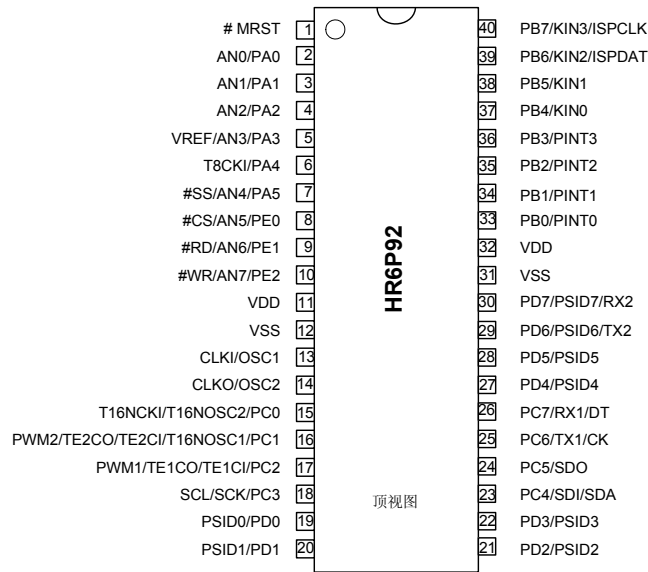 # MRST 1 40 PB7/KIN3/ISPCLK
AN0/PA0 2 39 PB6/KIN2/ISPDAT
AN1/PA1 3 38 PB5/KIN1
AN2/PA2 4 37 PB4/KIN0
VREF/AN3/PA3 5 36 PB3/PINT3
T8CKI/PA4 6 35 PB2/PINT2
#SS/AN4/PA5 7 34 PB1/PINT1
#CS/AN5/PE0 8 33 PB0/PINT0
#RD/AN6/PE1 9 32 VDD
#WR/AN7/PE2 10 31 VSS
VDD 11 30 PD7/PSID7/RX2
VSS 12 29 PD6/PSID6/TX2
CLKI/OSC1 13 28 PD5/PSID5
CLKO/OSC2 14 27 PD4/PSID4
T16NCKI/T16NOSC2/PC0 15 26 PC7/RX1/DT
PWM2/TE2CO/TE2CI/T16NOSC1/PC1 16 25 PC6/TX1/CK
PWM1/TE1CO/TE1CI/PC2 17 24 PC5/SDO
SCL/SCK/PC3 18 23 PC4/SDI/SDA
PSID0/PD0 19 22 PD3/PSID3
PSID1/PD1 20 21 PD2/PSID2
HR6P92
顶视图